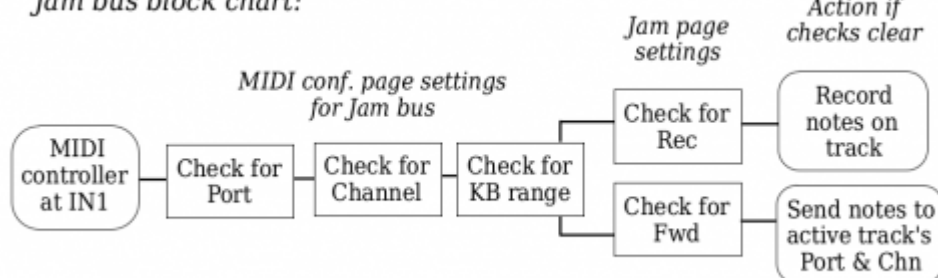 Jam bus block chart:
Action if
checks clear
Jam page
settings
MIDI conf. page settings
for Jam bus
MIDI
controller
at IN1
Check for
Port
Check for
Channel
Check for
KB range
Check for
Rec
Record
notes on
track
Check for
Fwd
Send notes to
active track's
Port & Chn